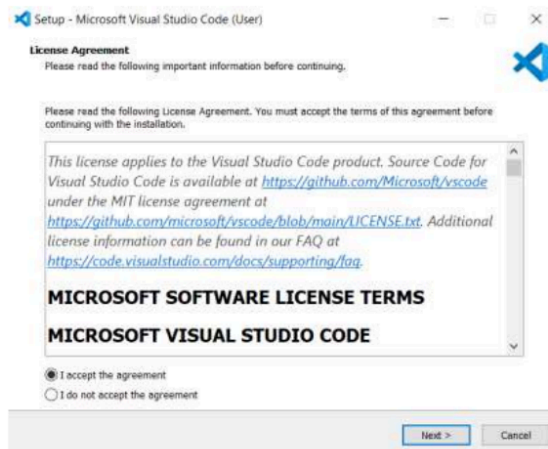 Setup - Microsoft Visual Studio Code (User)
License Agreement
Please read the following important information before continuing.
Please read the following License Agreement. You must accept the terms of this agreement before
continuing with the installation.
This license applies to the Visual Studio Code product. Source Code for
Visual Studio Code is available at https://github.com/Microsoft/vscode
under the MIT license agreement at
https://github.com/microsoft/vscode/blob/main/LICENSE.txt. Additional
license information can be found in our FAQ at
https://code.visualstudio.com/docs/supporting/faq.
MICROSOFT SOFTWARE LICENSE TERMS
MICROSOFT VISUAL STUDIO CODE
I accept the agreement
I do not accept the agreement
Next >
Cancel